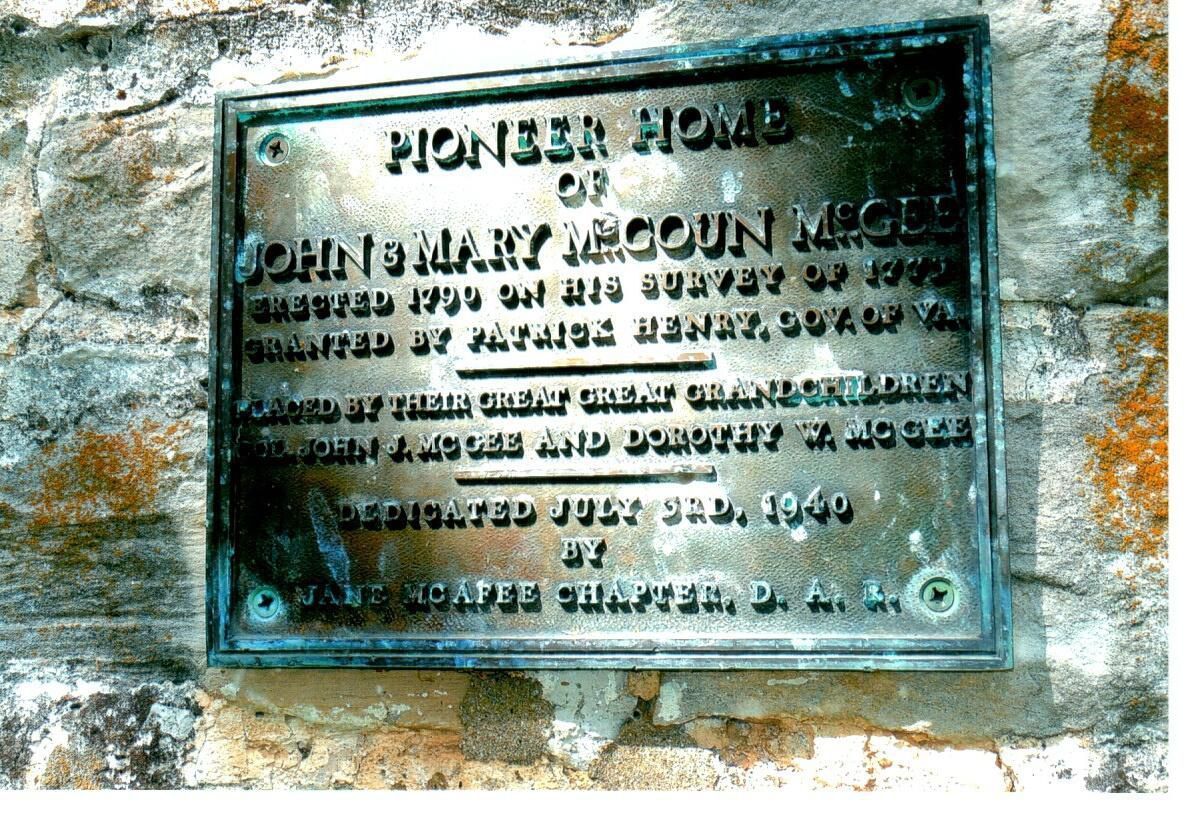 PIONEER HOME
OF
JOHN & MARY McCOUN McGEE
ERECTED 1790 ON HIS SURVEY OF
GRANTED BY PATRICK HENRY, GOV. OF VA.
PLACED BY THEIR GREAT GREAT GRANDCHILDREN
COL. JOHN J. MCGEE AND DOROTHY W. MCGEE
DEDICATED JULY 3RD, 1940
BY
JANE MCAFEE CHAPTER, D. A. R.